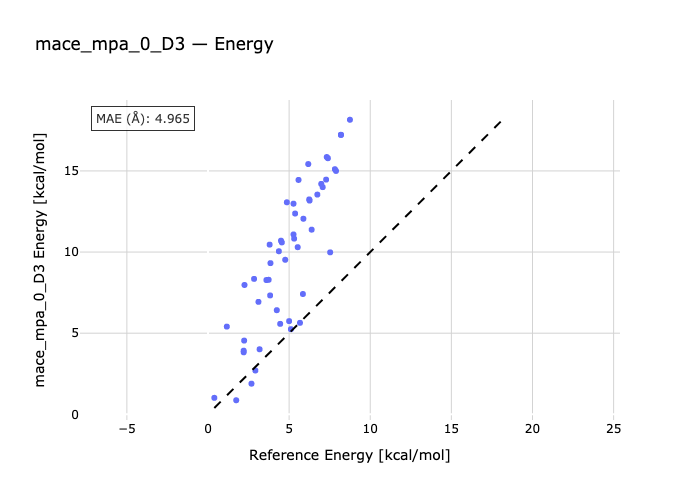 mace_mpa_0_D3 — Energy
MAE (Å): 4.965
mace_mpa_0_D3 Energy [kcal/mol]
15
10
5
0
−5
0
5
10
15
20
25
Reference Energy [kcal/mol]